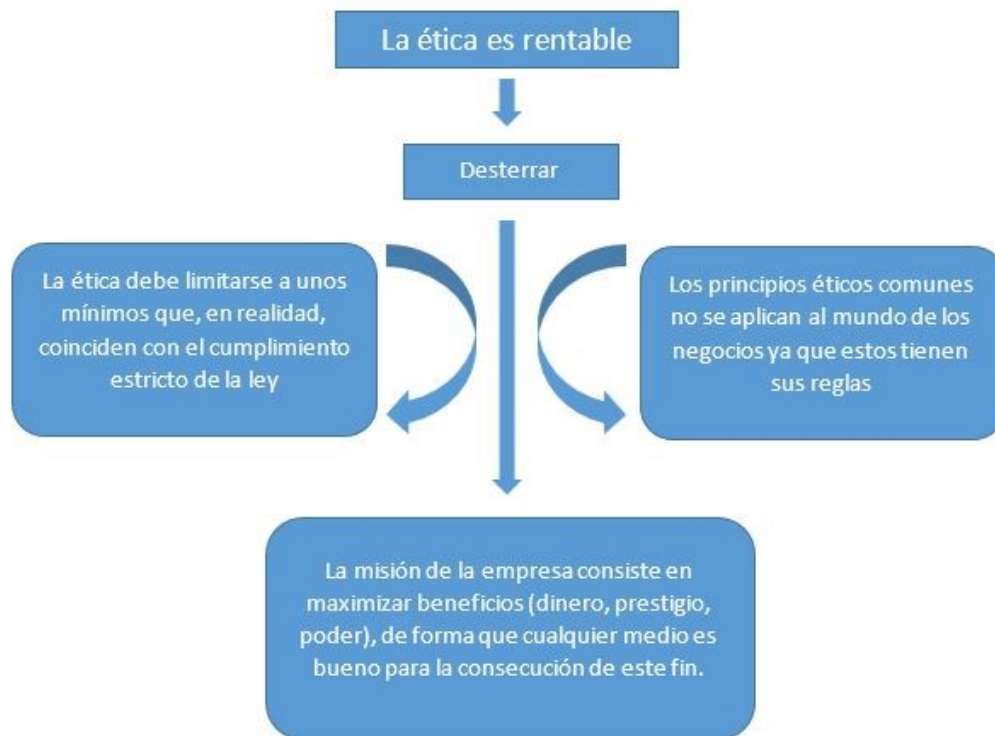 La ética es rentable
Desterrar
La ética debe limitarse a unos
mínimos que, en realidad,
coinciden con el cumplimiento
estricto de la ley
Los principios éticos comunes
no se aplican al mundo de los
negocios ya que estos tienen
sus reglas
La misión de la empresa consiste en
maximizar beneficios (dinero, prestigio,
poder), de forma que cualquier medio es
bueno para la consecución de este fin.